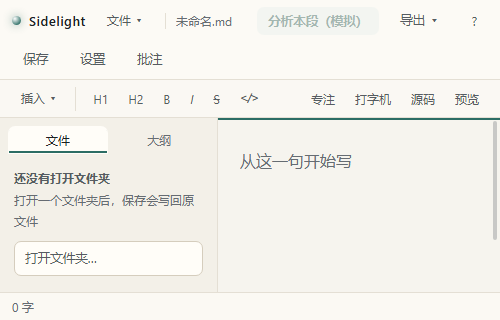 Sidelight 文件 未命名.md 分析本段（模拟） 导出 ?
保存 设置 批注
插入 H1 H2 B I S </> 专注 打字机 源码 预览
文件 大纲
还没有打开文件夹
打开一个文件夹后，保存会写回原
文件
打开文件夹...
从这一句开始写
0 字